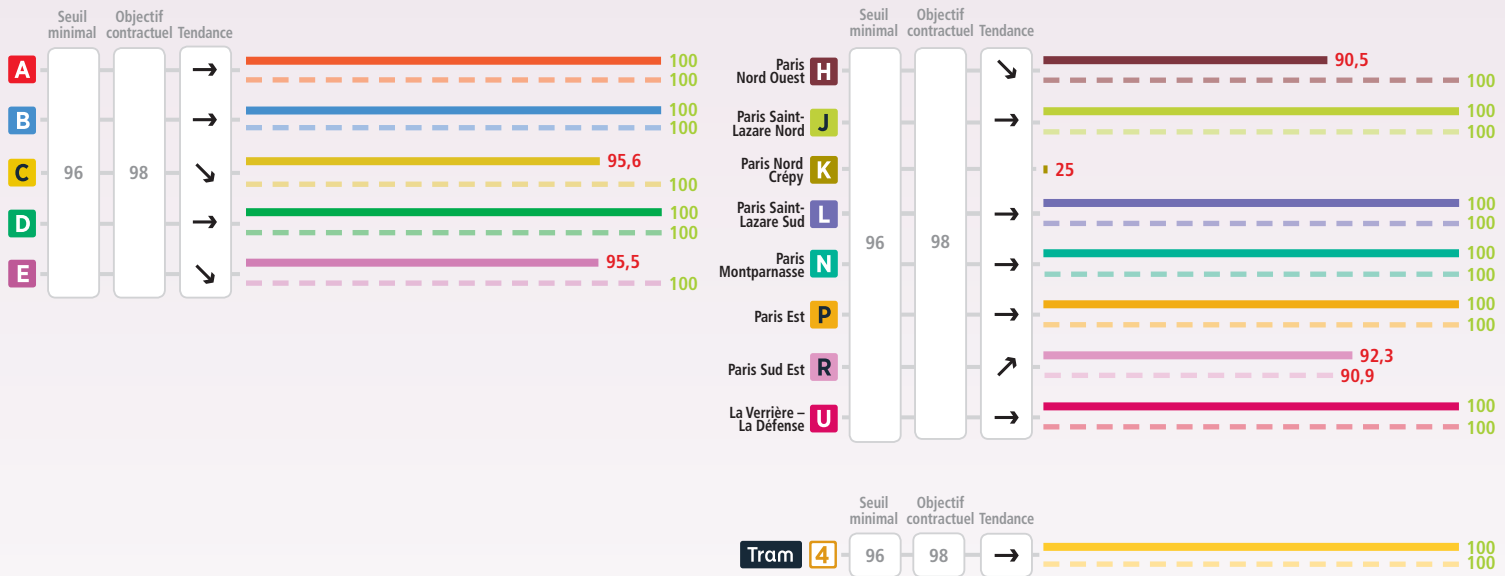 Seuil
minimal
Objectif
contractuel
Tendance
A
100
100
B
100
100
C
96
98
95,6
100
D
100
100
E
95,5
100
Seuil
minimal
Objectif
contractuel
Tendance
Paris
Nord Ouest
H
90,5
100
Paris Saint-
Lazare Nord
J
100
100
Paris Nord
Crépy
K
25
Paris Saint-
Lazare Sud
L
100
100
96
98
Paris
Montparnasse
N
100
100
Paris Est
P
100
100
Paris Sud Est
R
92,3
90,9
La Verrière –
La Défense
U
100
100
Seuil
minimal
Objectif
contractuel
Tendance
Tram 4
96
98
100
100